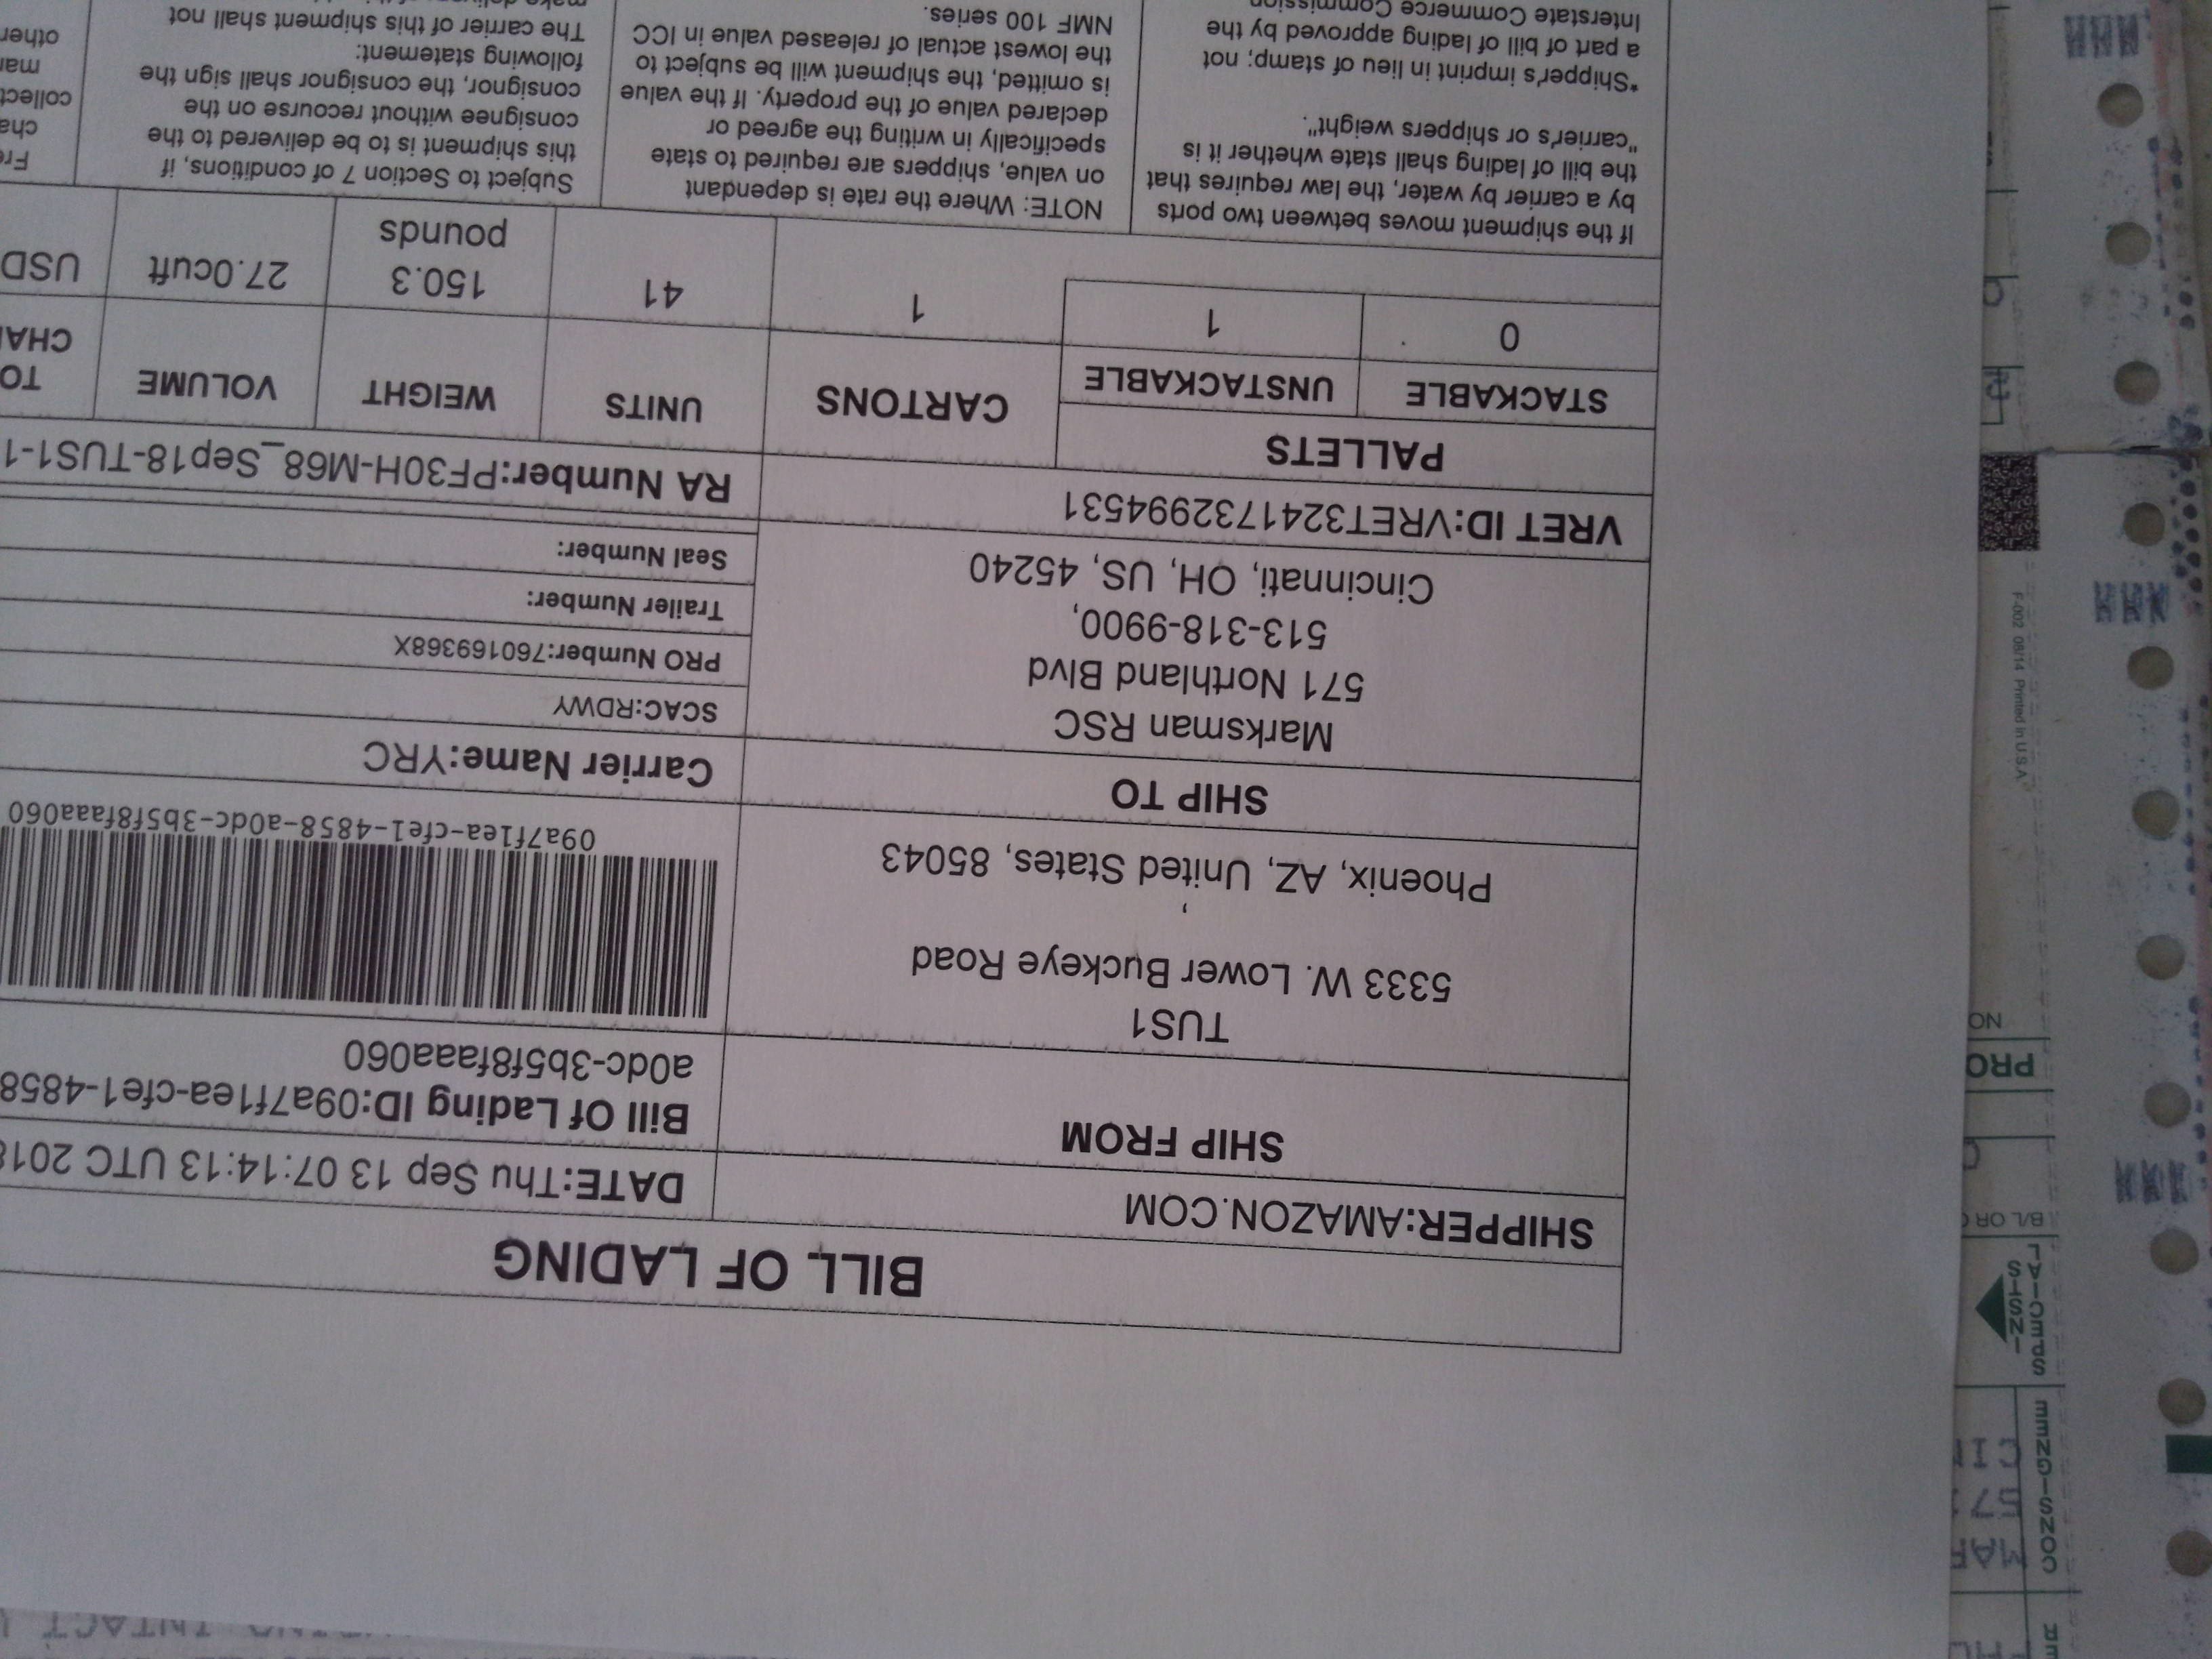 BILL OF LADING
SHIPPER:AMAZON.COM
DATE:Thu Sep 13 07:14:13 UTC 2018
SHIP FROM
Bill Of Lading ID:09a7f1ea-cfe1-4858
a0dc-3b5f8faaa060
TUS1
5333 W. Lower Buckeye Road
,
Phoenix, AZ, United States, 85043
09a7f1ea-cfe1-4858-a0dc-3b5f8faaa060
SHIP TO
Carrier Name:YRC
Marksman RSC
571 Northland Blvd
513-318-9900,
Cincinnati, OH, US, 45240
SCAC:RDWY
PRO Number:760169368X
Trailer Number:
Seal Number:
VRET ID:VRET3241732994531
RA Number:PF30H-M68_Sep18-TUS1-1
PALLETS
STACKABLE
UNSTACKABLE
CARTONS
UNITS
WEIGHT
VOLUME
0
1
1
41
150.3
pounds
27.0cuft
USD
If the shipment moves between two ports
by a carrier by water, the law requires that
the bill of lading shall state whether it is
"carrier's or shippers weight".
*Shipper's imprint in lieu of stamp; not
a part of bill of lading approved by the
Interstate Commerce Commission
NOTE: Where the rate is dependant
on value, shippers are required to state
specifically in writing the agreed or
declared value of the property. If the value
is omitted, the shipment will be subject to
the lowest actual of released value in ICC
NMF 100 series.
Subject to Section 7 of conditions, if
this shipment is to be delivered to the
consignee without recourse on the
consignor, the consignor shall sign the
following statement:
The carrier of this shipment shall not
collect
other
CONSIGNEE
SPECIAL
INSTS
B/L OR
PRO
NO
F-002 08/14 Printed in U.S.A.
INTACT